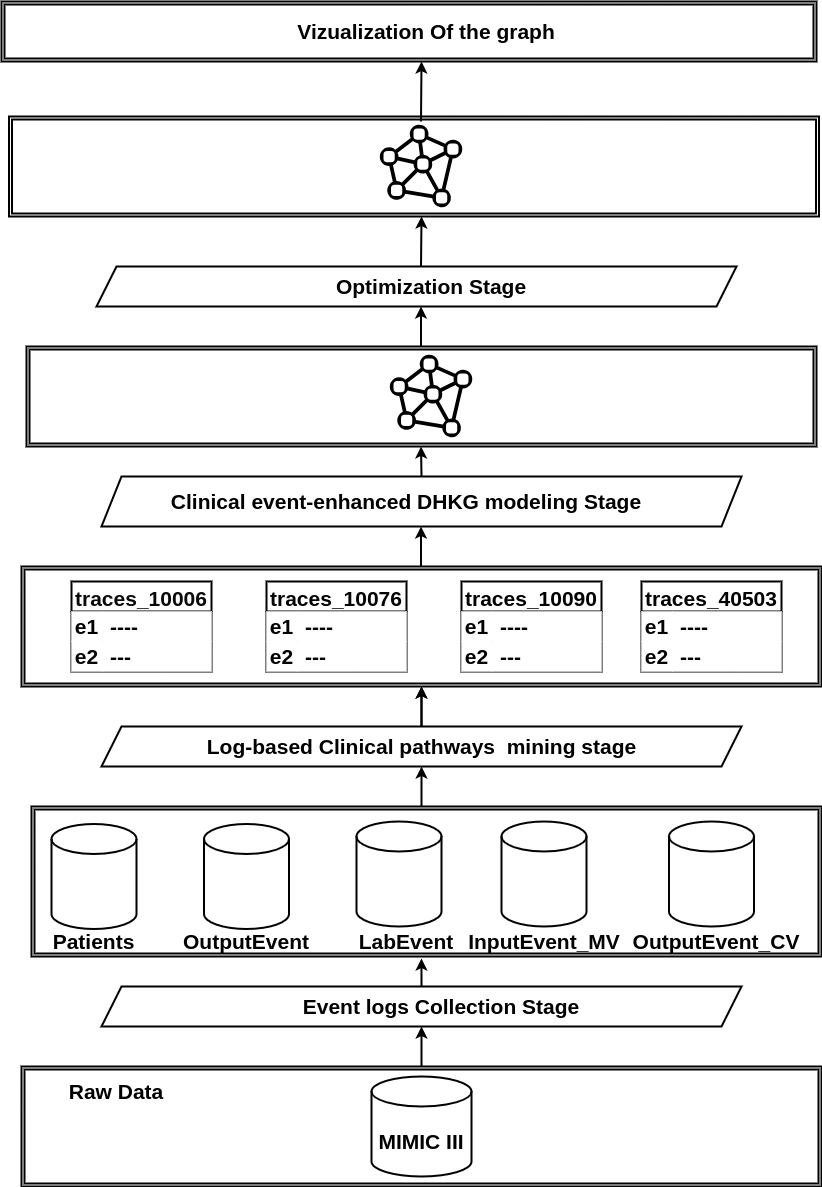 Vizualization Of the graph
Optimization Stage
Clinical event-enhanced DHKG modeling Stage
traces_10006 traces_10076 traces_10090 traces_40503
e1 ---- e1 ---- e1 ---- e1 ----
e2 --- e2 --- e2 --- e2 ---
Log-based Clinical pathways mining stage
Patients OutputEvent LabEvent InputEvent_MV OutputEvent_CV
Event logs Collection Stage
Raw Data
MIMIC III